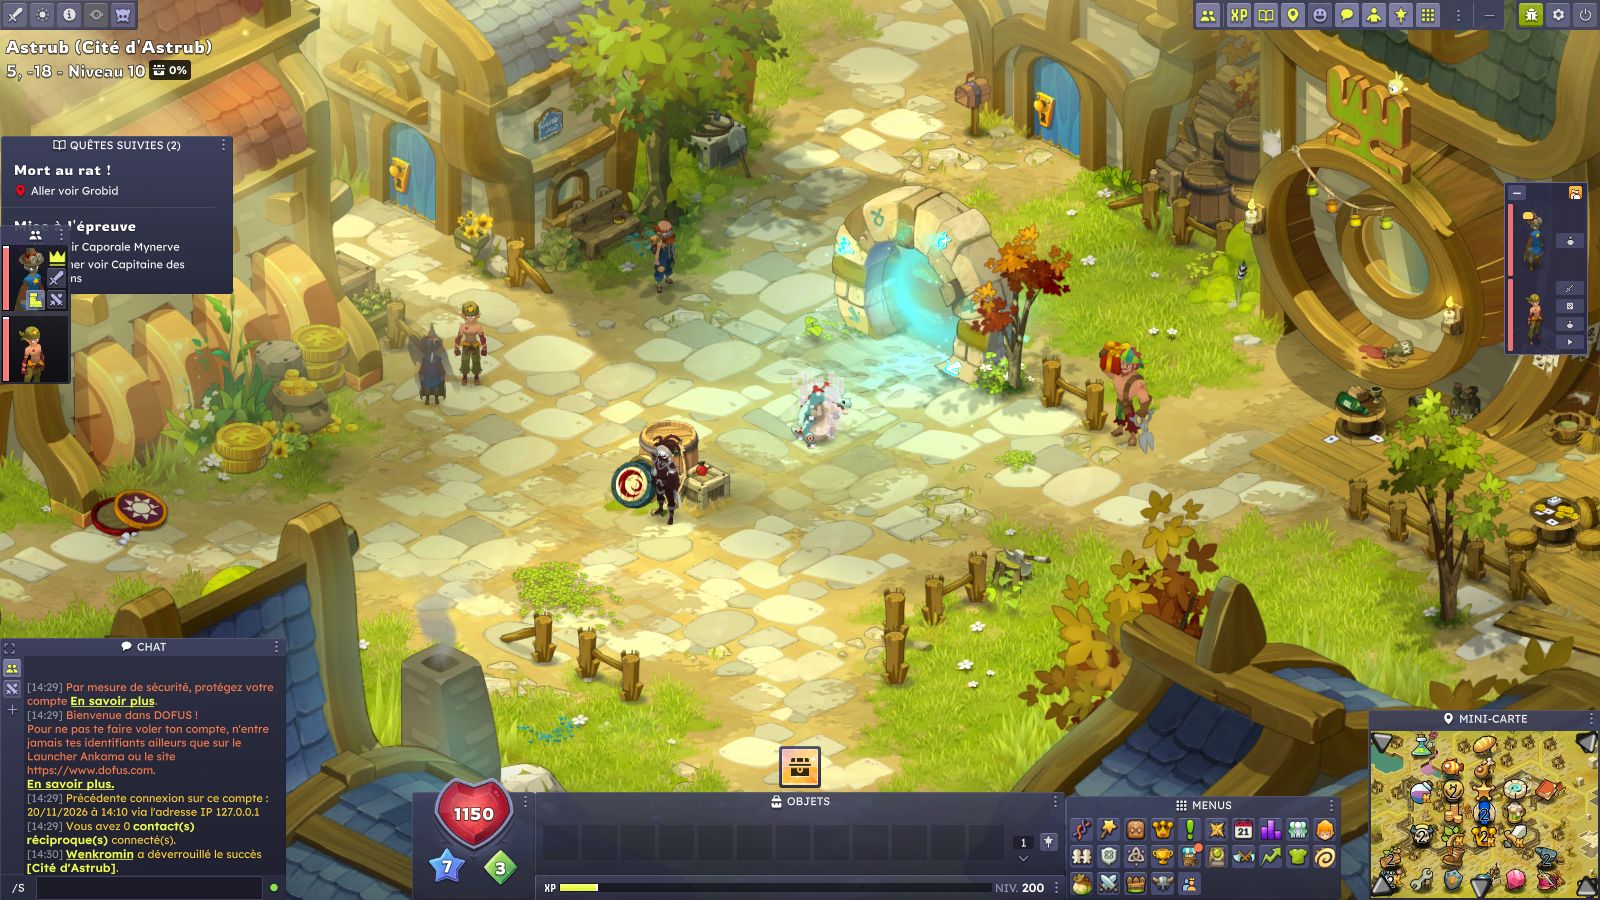 Astrub (Cité d'Astrub)
5, -18 - Niveau 10 0%
XP
QUÊTES SUIVIES (2)
Mort au rat !
Aller voir Grobid
l'épreuve
ir Caporale Mynerve
ner voir Capitaine des
ns
CHAT
[14:29] Par mesure de sécurité, protégez votre
compte En savoir plus.
[14:29] Bienvenue dans DOFUS !
Pour ne pas te faire voler ton compte, n'entre
jamais tes identifiants ailleurs que sur le
Launcher Ankama ou le site
https://www.dofus.com.
En savoir plus.
[14:29] Précédente connexion sur ce compte :
20/11/2026 à 14:10 via l'adresse IP 127.0.0.1
[14:29] Vous avez 0 contact(s)
réciproque(s) connecté(s).
[14:30] Wenkromin a déverrouillé le succès
[Cité d'Astrub].
/S
1150
7
3
OBJETS
1
XP
NIV. 200
MENUS
21
MINI-CARTE